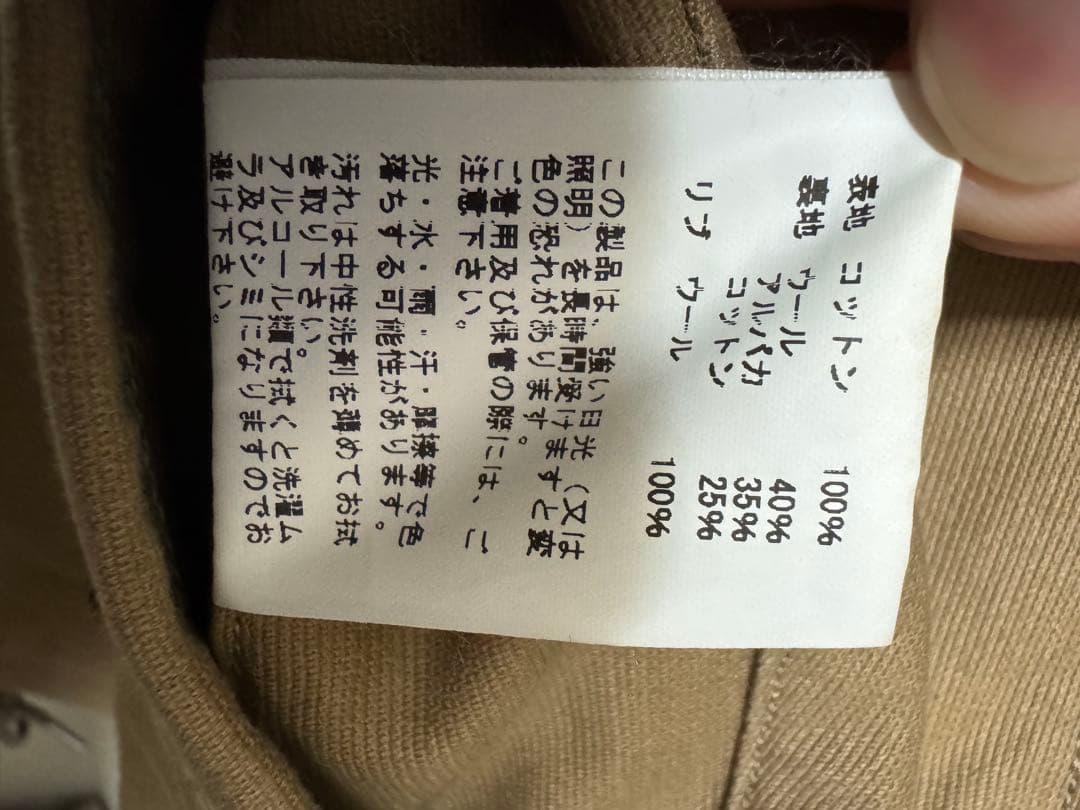 表地 コットン 100%
裏地 ウール 40%
アルパカ 35%
コットン 25%
リブ ウール 100%
この製品は、強い日光（又は
照明）を長時間受けますと変
色の恐れがあります。
ご着用及び保管の際には、ご
注意下さい。
光・水・雨・汗・摩擦等で色
落ちする可能性があります。
汚れは中性洗剤を薄めてお拭
き取り下さい。
アルコール類で拭くと洗濯ム
ラ及びシミになりますのでお
避け下さい。